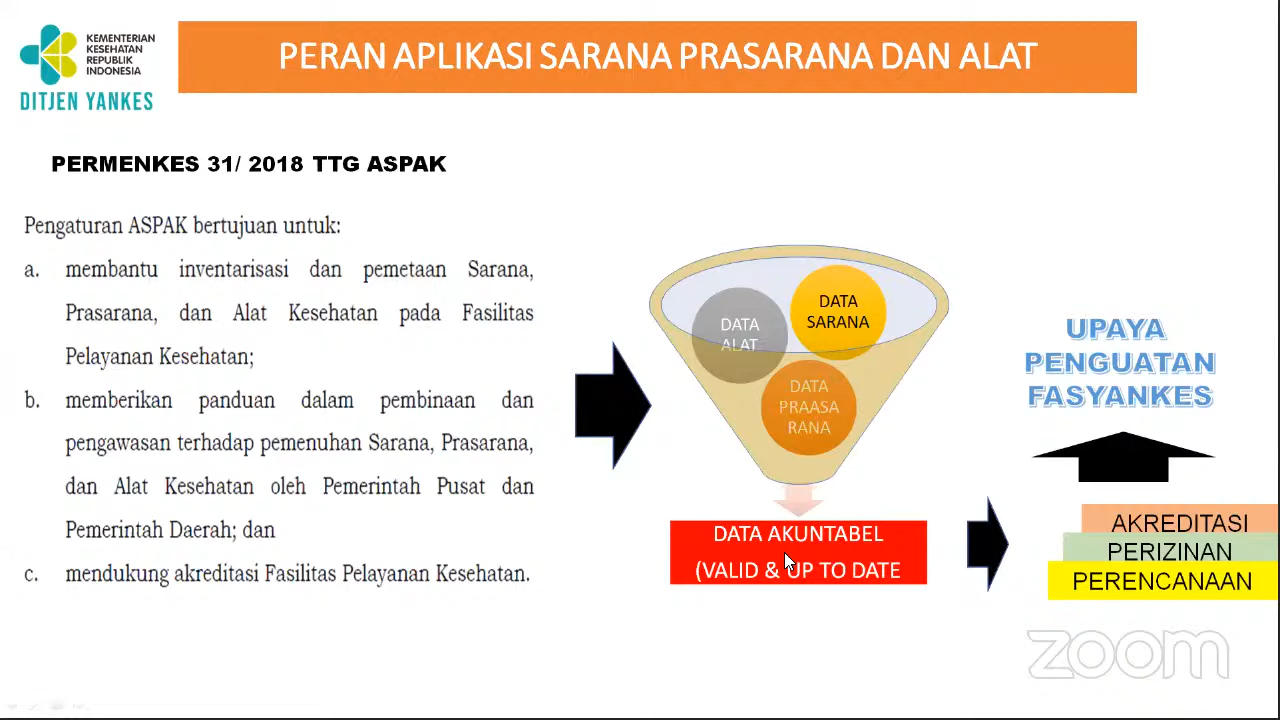 KEMENTERIAN
KESEHATAN
REPUBLIK
INDONESIA
DITJEN YANKES
PERAN APLIKASI SARANA PRASARANA DAN ALAT
PERMENKES 31/ 2018 TTG ASPAK
Pengaturan ASPAK bertujuan untuk:
a. membantu inventarisasi dan pemetaan Sarana,
Prasarana, dan Alat Kesehatan pada Fasilitas
Pelayanan Kesehatan;
b. memberikan panduan dalam pembinaan dan
pengawasan terhadap pemenuhan Sarana, Prasarana,
dan Alat Kesehatan oleh Pemerintah Pusat dan
Pemerintah Daerah; dan
c. mendukung akreditasi Fasilitas Pelayanan Kesehatan.
DATA
ALAT
DATA
SARANA
DATA
PRAASA
RANA
DATA AKUNTABEL
(VALID & UP TO DATE
UPAYA
PENGUATAN
FASYANKES
AKREDITASI
PERIZINAN
PERENCANAAN
zoom